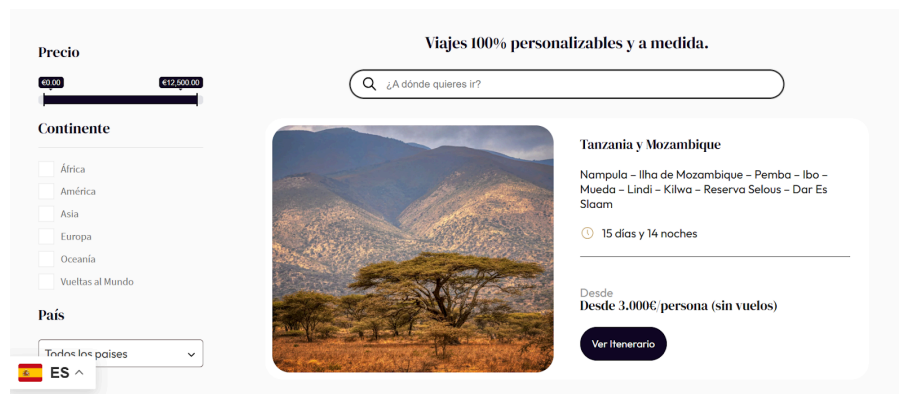 Precio
€0.00
€12,500.00
Continente
África
América
Asia
Europa
Oceanía
Vueltas al Mundo
País
Todos los paises
ES
Viajes 100% personalizables y a medida.
¿A dónde quieres ir?
Tanzania y Mozambique
Nampula – Ilha de Mozambique – Pemba – Ibo –
Mueda – Lindi – Kilwa – Reserva Selous – Dar Es
Slaam
15 días y 14 noches
Desde
Desde 3.000€/persona (sin vuelos)
Ver Itenerario